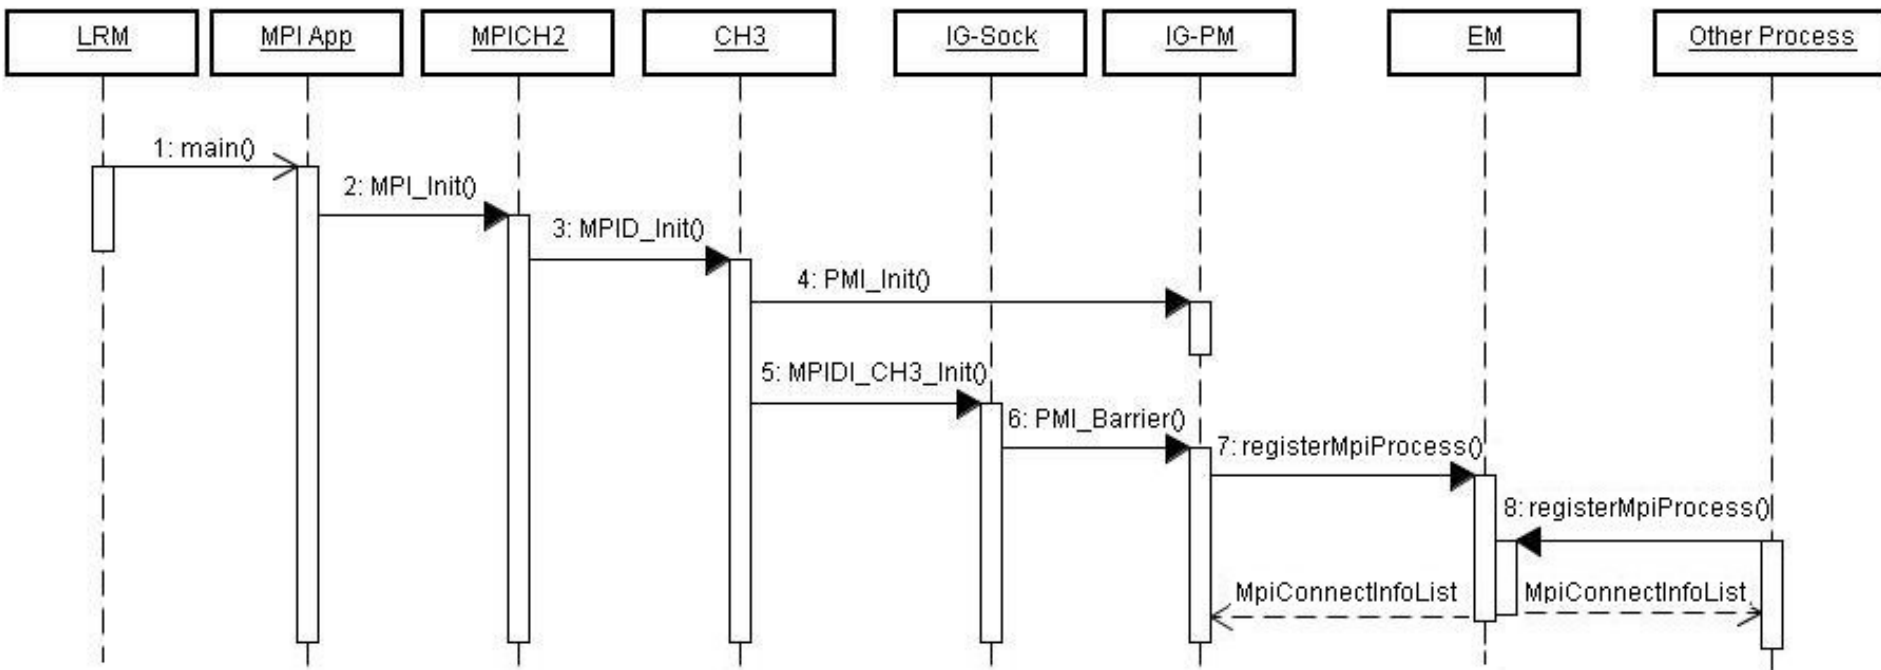 LRM
MPI App
MPICH2
CH3
IG-Sock
IG-PM
EM
Other Process
1: main()
2: MPI_Init()
3: MPID_Init()
4: PMI_Init()
5: MPIDI_CH3_Init()
6: PMI_Barrier()
7: registerMpiProcess()
8: registerMpiProcess()
MpiConnectInfoList
MpiConnectInfoList